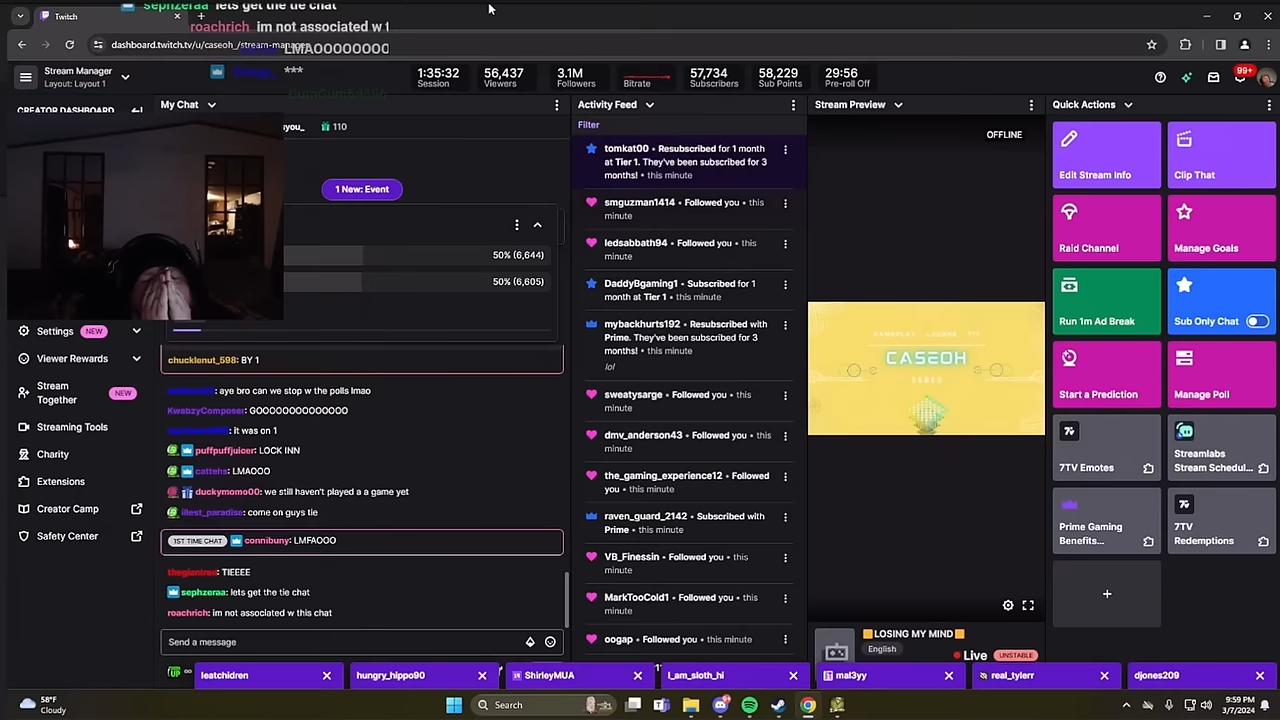 sephzeraa lets get the tie chat
Twitch
roachrich im not associated w t
dashboard.twitch.tv/u/caseoh_/stream-manager
LMAOOOOOOO
***
Stream Manager
Layout: Layout 1
1:35:32
Session
56,437
Viewers
3.1M
Followers
Bitrate
57,734
Subscribers
58,229
Sub Points
29:56
Pre-roll Off
99+
CREATOR DASHBOARD
My Chat
110
1 New: Event
50% (6,644)
50% (6,605)
Settings NEW
Viewer Rewards
Stream
Together
NEW
Streaming Tools
Charity
Extensions
Creator Camp
Safety Center
chucklenut_598: BY 1
aye bro can we stop w the polls lmao
KwabzyComposer: GOOOOOOOOOOOOO
it was on 1
puffpuffjuicer: LOCK INN
cattehs: LMAOOO
duckymomo00: we still haven't played a a game yet
illest_paradise: come on guys tie
1ST TIME CHAT connibuny: LMFAOOO
TIEEEE
sephzeraa: lets get the tie chat
roachrich: im not associated w this chat
Send a message
Activity Feed
Filter
tomkat00 • Resubscribed for 1 month
at Tier 1. They've been subscribed for 3
months! • this minute
smguzman1414 • Followed you • this
minute
ledsabbath94 • Followed you • this
minute
DaddyBgaming1 • Subscribed for 1
month at Tier 1 • this minute
mybackhurts192 • Resubscribed with
Prime. They've been subscribed for 3
months! • this minute
lol
sweatysarge • Followed you • this
minute
dmv_anderson43 • Followed you • this
minute
the_gaming_experience12 • Followed
you • this minute
raven_guard_2142 • Subscribed with
Prime • this minute
VB_Finessin • Followed you • this
minute
MarkTooCold1 • Followed you • this
minute
oogap • Followed you • this minute
Stream Preview
OFFLINE
CASEOH
LOSING MY MIND
English
Live UNSTABLE
Quick Actions
Edit Stream Info
Clip That
Raid Channel
Manage Goals
Run 1m Ad Break
Sub Only Chat
Start a Prediction
Manage Poll
7TV Emotes
Streamlabs
Stream Schedul...
Prime Gaming
Benefits...
7TV
Redemptions
leatchidren
hungry_hippo90
ShirleyMUA
I_am_sloth_hi
mal3yy
real_tylerr
djones209
58°F
Cloudy
Search
9:59 PM
3/7/2024